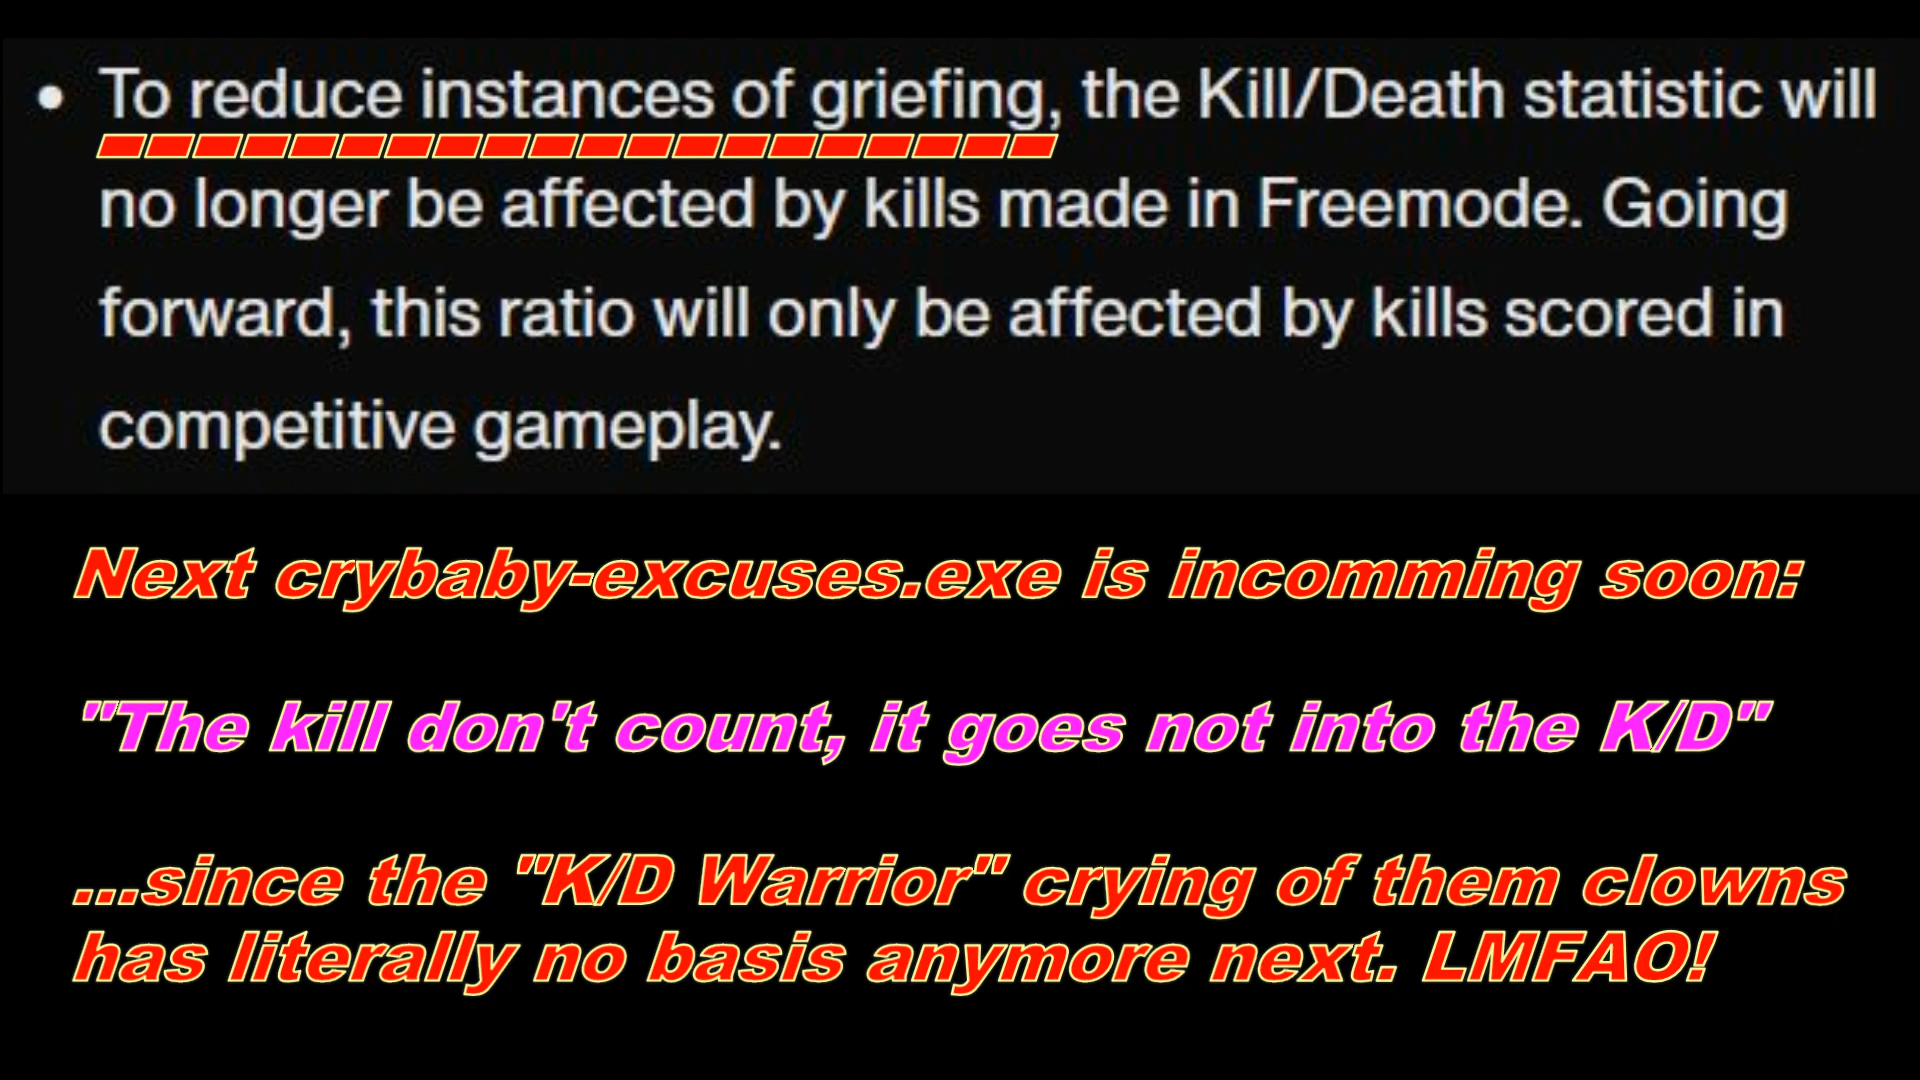 • To reduce instances of griefing, the Kill/Death statistic will
no longer be affected by kills made in Freemode. Going
forward, this ratio will only be affected by kills scored in
competitive gameplay.
Next crybaby-excuses.exe is incomming soon:
"The kill don't count, it goes not into the K/D"
...since the "K/D Warrior" crying of them clowns
has literally no basis anymore next. LMFAO!